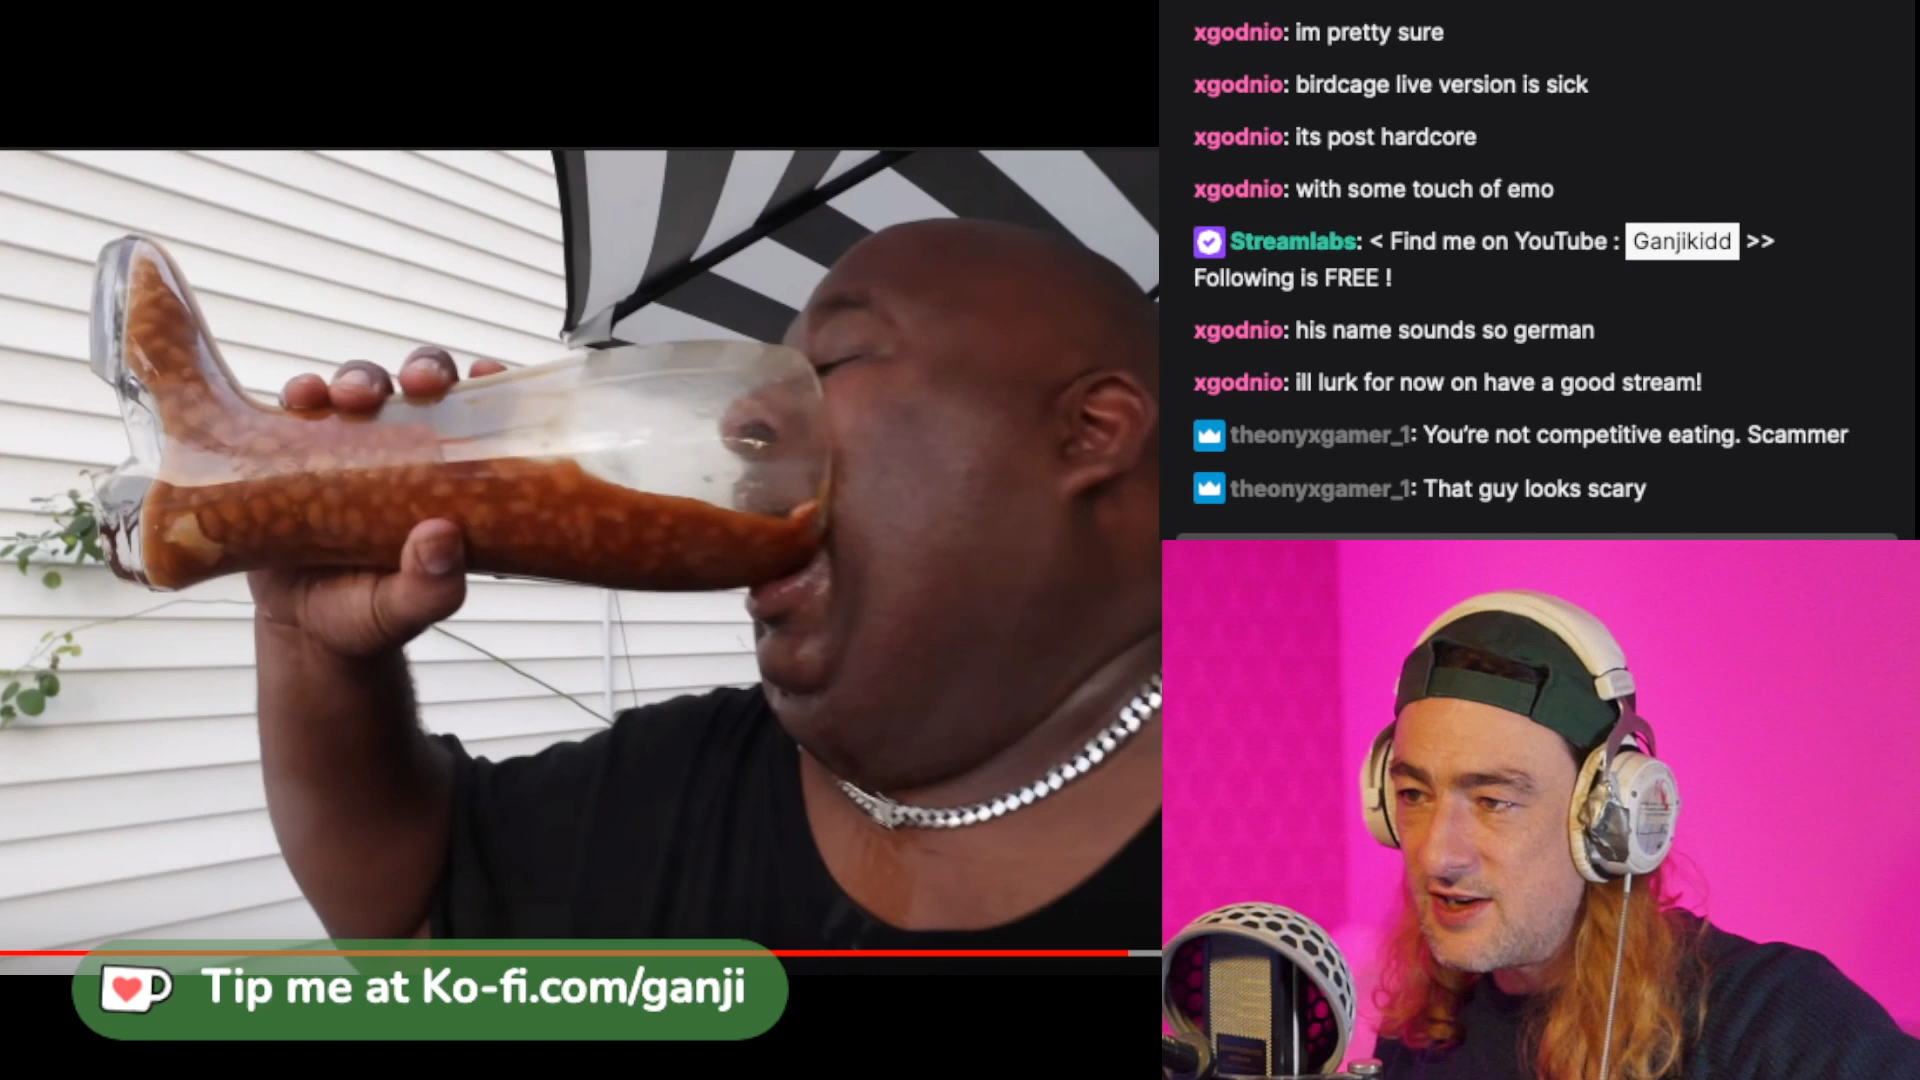 xgodnio: im pretty sure
xgodnio: birdcage live version is sick
xgodnio: its post hardcore
xgodnio: with some touch of emo
Streamlabs: < Find me on YouTube : Ganjikidd >>
Following is FREE !
xgodnio: his name sounds so german
xgodnio: ill lurk for now on have a good stream!
theonyxgamer_1: You're not competitive eating. Scammer
theonyxgamer_1: That guy looks scary
Tip me at Ko-fi.com/ganji